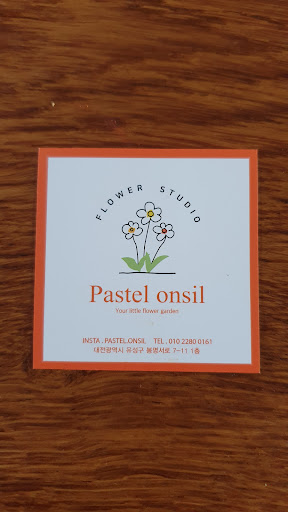 FLOWER STUDIO
Pastel onsil
Your little flower garden
INSTA . PASTEL.ONSIL TEL . 010 2280 0161
대전광역시 유성구 봉명서로 7-11 1층